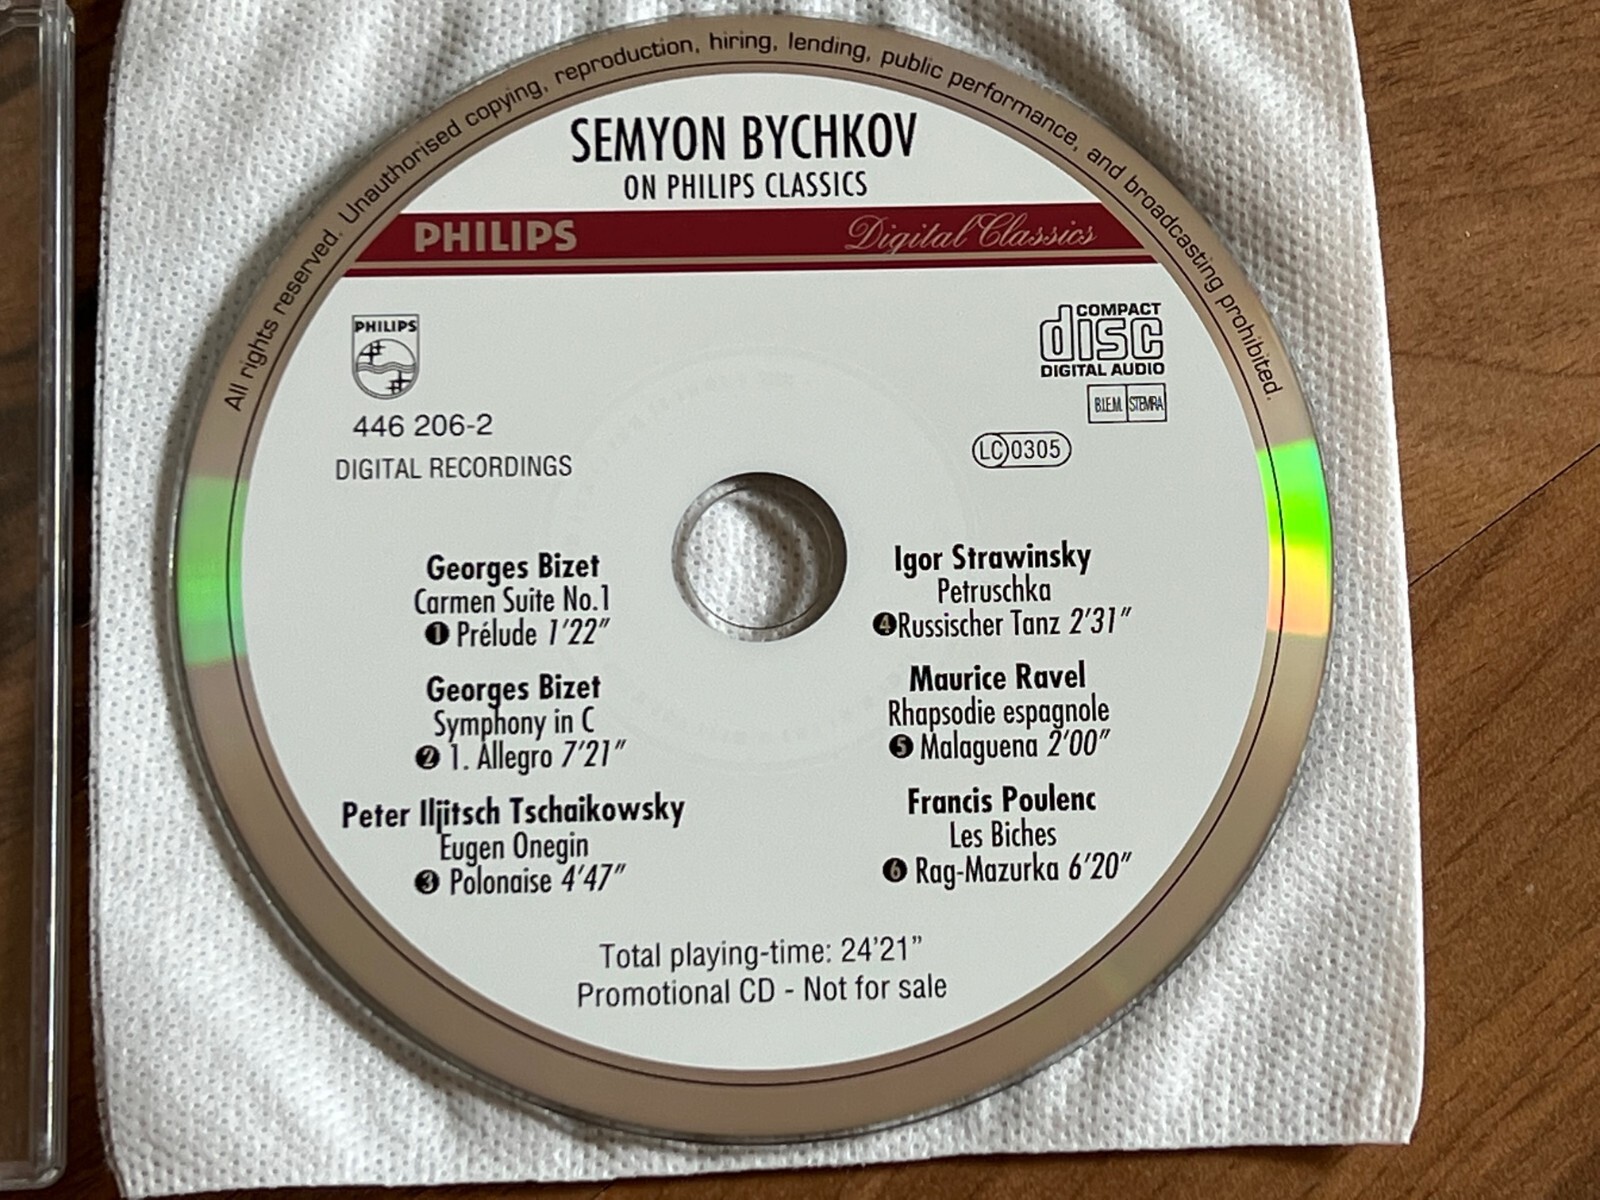 All rights reserved. Unauthorised copying, reproduction, hiring, lending, public performance, and broadcasting prohibited.
SEMYON BYCHKOV
ON PHILIPS CLASSICS
PHILIPS
Digital Classics
PHILIPS
446 206-2
DIGITAL RECORDINGS
COMPACT
disc
DIGITAL AUDIO
B.I.E.M. STEMRA
LC 0305
Georges Bizet
Carmen Suite No.1
1 Prélude 1'22"
Georges Bizet
Symphony in C
2 1. Allegro 7'21"
Peter Iljitsch Tschaikowsky
Eugen Onegin
3 Polonaise 4'47"
Igor Strawinsky
Petruschka
4 Russischer Tanz 2'31"
Maurice Ravel
Rhapsodie espagnole
5 Malaguena 2'00"
Francis Poulenc
Les Biches
6 Rag-Mazurka 6'20"
Total playing-time: 24'21"
Promotional CD - Not for sale